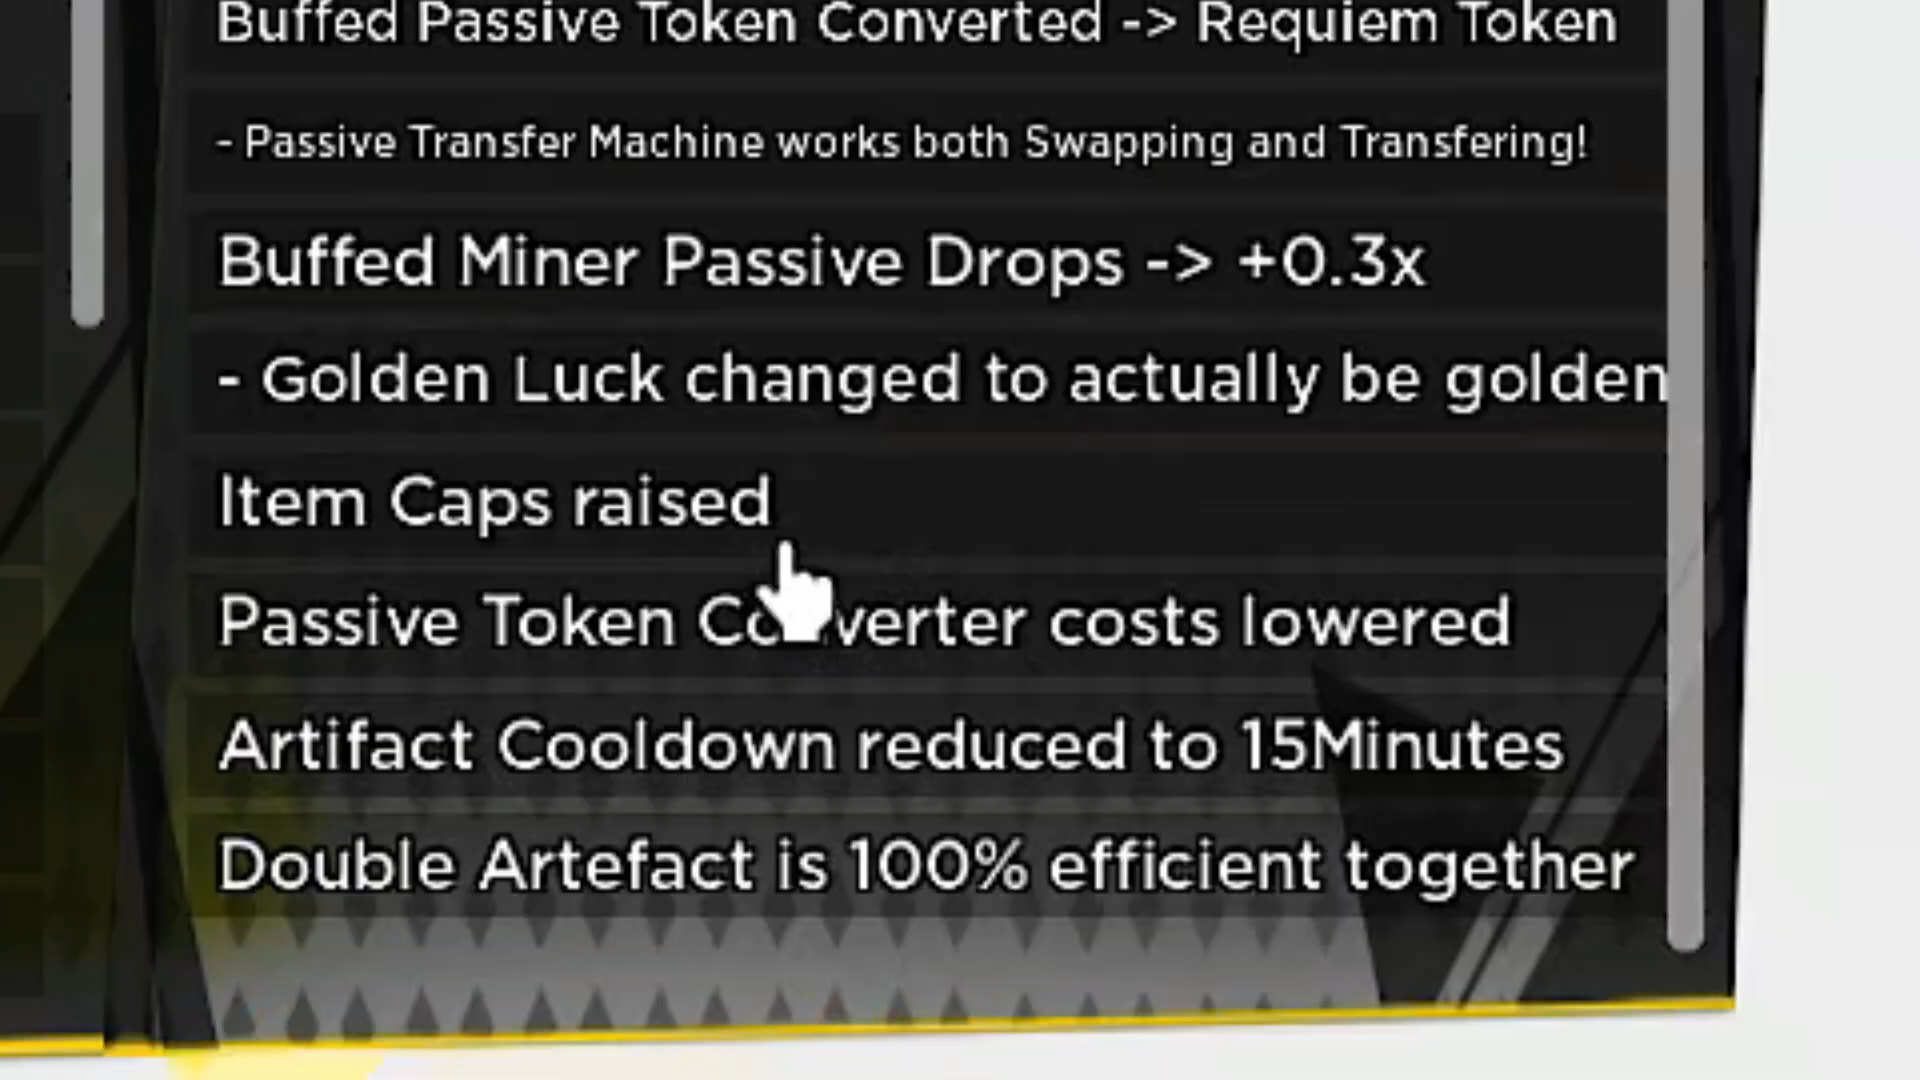 Buffed Passive Token Converted -> Requiem Token
- Passive Transfer Machine works both Swapping and Transfering!
Buffed Miner Passive Drops -> +0.3x
- Golden Luck changed to actually be golden
Item Caps raised
Passive Token Converter costs lowered
Artifact Cooldown reduced to 15Minutes
Double Artefact is 100% efficient together